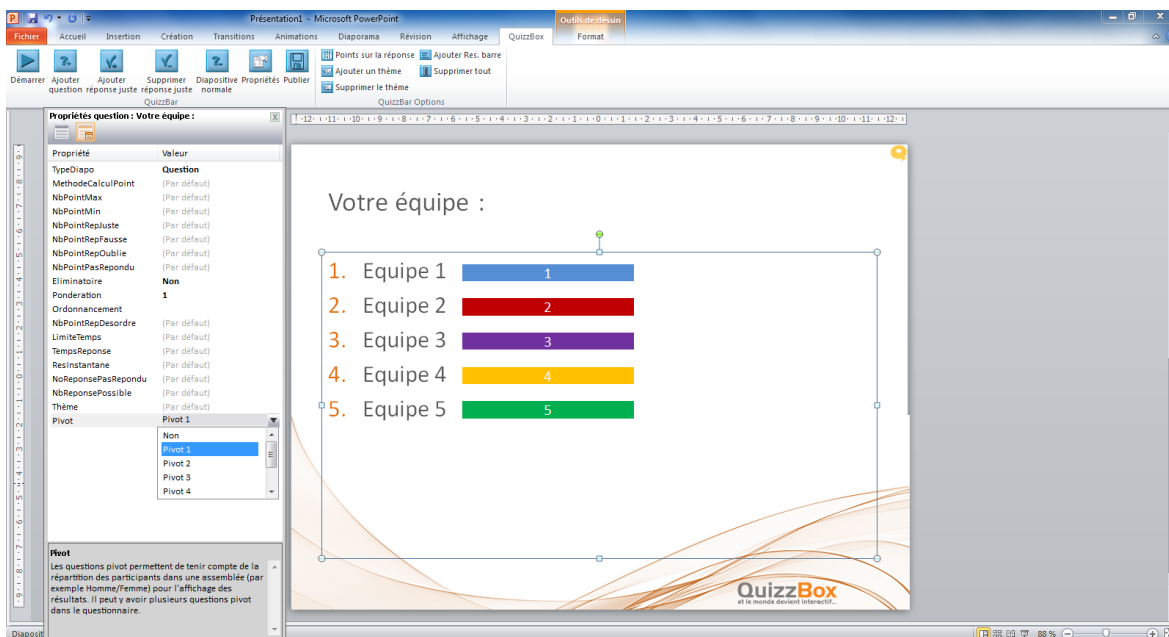 Présentation1 - Microsoft PowerPoint
Outils de dessin
Fichier Accueil Insertion Création Transitions Animations Diaporama Révision Affichage QuizzBox Format
Démarrer
Ajouter question
Ajouter réponse juste
Supprimer réponse juste
Diapositive normale
Propriétés
Publier
QuizzBar
Points sur la réponse
Ajouter Res. barre
Ajouter un thème
Supprimer tout
Supprimer le thème
QuizzBar Options
Propriétés question : Votre équipe :
Propriété Valeur
TypeDiapo Question
MethodeCalculPoint (Par défaut)
NbPointMax (Par défaut)
NbPointMin (Par défaut)
NbPointRepJuste (Par défaut)
NbPointRepFausse (Par défaut)
NbPointRepOublie (Par défaut)
NbPointPasRepondu (Par défaut)
Eliminatoire Non
Ponderation 1
Ordonnancement
NbPointRepDesordre (Par défaut)
LimiteTemps (Par défaut)
TempsReponse (Par défaut)
ResInstantane (Par défaut)
NoReponsePasRepondu (Par défaut)
NbReponsePossible (Par défaut)
Thème (Par défaut)
Pivot Pivot 1
Non
Pivot 1
Pivot 2
Pivot 3
Pivot 4
Pivot
Les questions pivot permettent de tenir compte de la
répartition des participants dans une assemblée (par
exemple Homme/Femme) pour l'affichage des
résultats. Il peut y avoir plusieurs questions pivot
dans le questionnaire.
Votre équipe :
1. Equipe 1 1
2. Equipe 2 2
3. Equipe 3 3
4. Equipe 4 4
5. Equipe 5 5
QuizzBox
et le monde devient interactif...
Diaposit
88 %